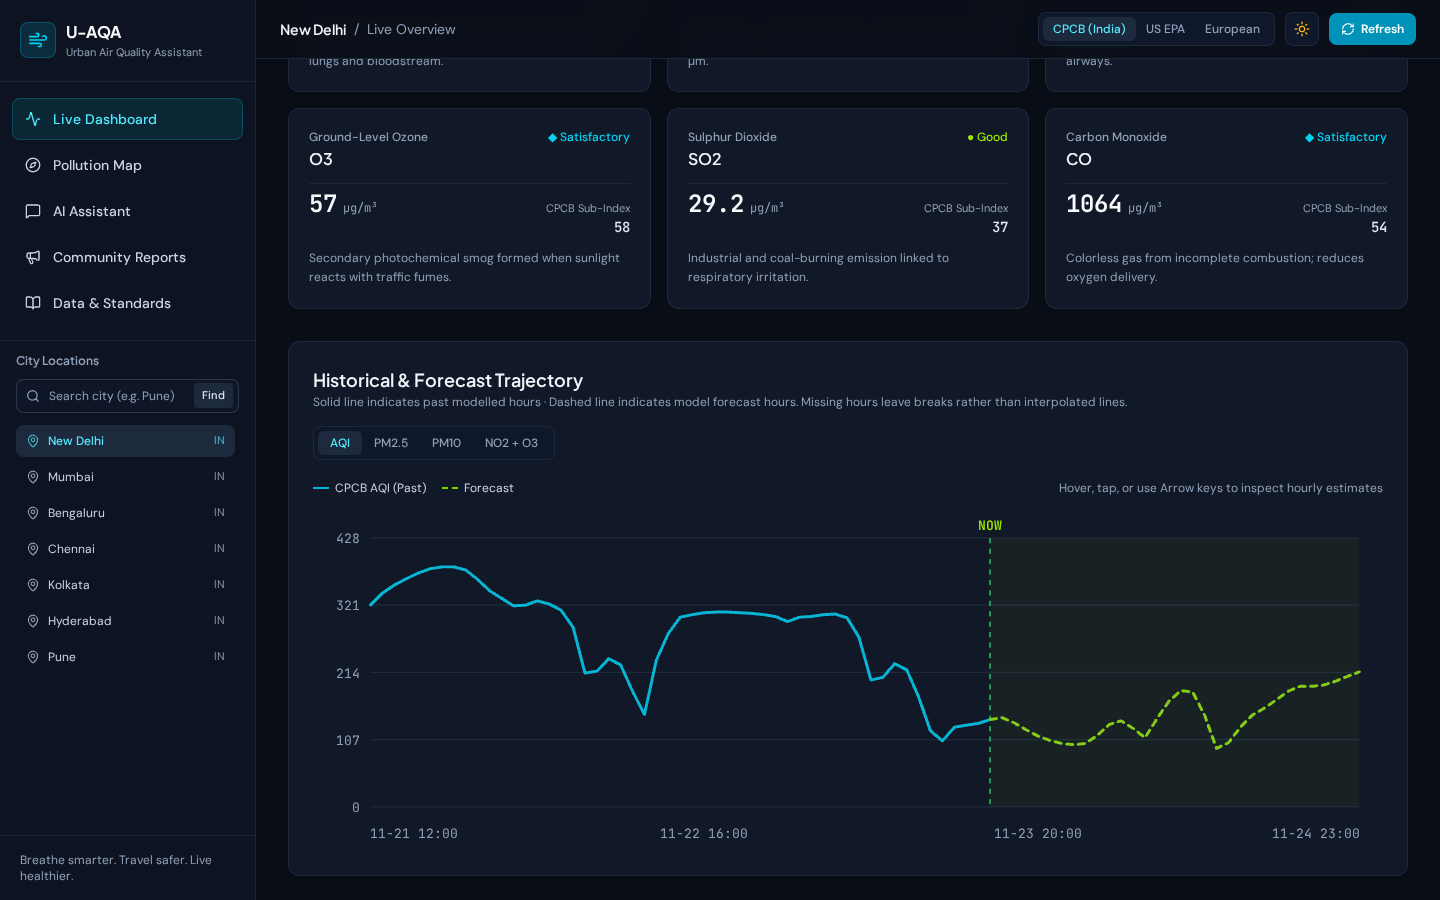 U-AQA
Urban Air Quality Assistant
New Delhi / Live Overview
CPCB (India) US EPA European
Refresh
Live Dashboard
Pollution Map
AI Assistant
Community Reports
Data & Standards
City Locations
Search city (e.g. Pune) Find
New Delhi IN
Mumbai IN
Bengaluru IN
Chennai IN
Kolkata IN
Hyderabad IN
Pune IN
Breathe smarter. Travel safer. Live
healthier.
lungs and bloodstream.
µm.
airways.
Ground-Level Ozone ◆ Satisfactory
O3
57 µg/m³
CPCB Sub-Index
58
Secondary photochemical smog formed when sunlight
reacts with traffic fumes.
Sulphur Dioxide ● Good
SO2
29.2 µg/m³
CPCB Sub-Index
37
Industrial and coal-burning emission linked to
respiratory irritation.
Carbon Monoxide ◆ Satisfactory
CO
1064 µg/m³
CPCB Sub-Index
54
Colorless gas from incomplete combustion; reduces
oxygen delivery.
Historical & Forecast Trajectory
Solid line indicates past modelled hours · Dashed line indicates model forecast hours. Missing hours leave breaks rather than interpolated lines.
AQI PM2.5 PM10 NO2 + O3
CPCB AQI (Past) Forecast
Hover, tap, or use Arrow keys to inspect hourly estimates
NOW
428
321
214
107
0
11-21 12:00 11-22 16:00 11-23 20:00 11-24 23:00